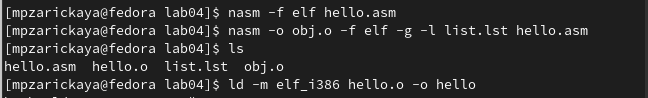 [mpzarickaya@fedora lab04]$ nasm -f elf hello.asm
[mpzarickaya@fedora lab04]$ nasm -o obj.o -f elf -g -l list.lst hello.asm
[mpzarickaya@fedora lab04]$ ls
hello.asm  hello.o  list.lst  obj.o
[mpzarickaya@fedora lab04]$ ld -m elf_i386 hello.o -o hello